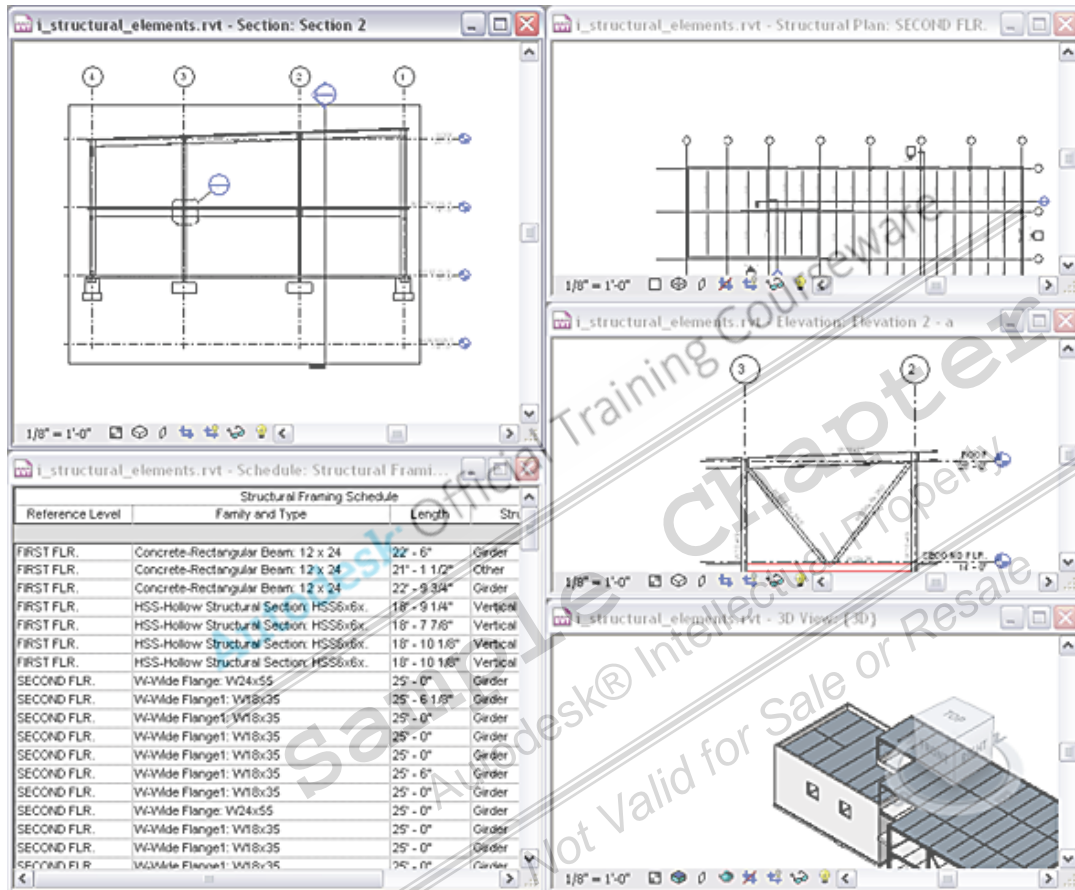 i_structural_elements.rvt - Section: Section 2
4 3 2 1
1/8" = 1'-0"
i_structural_elements.rvt - Schedule: Structural Frami...
Structural Framing Schedule
Reference Level Family and Type Length Stru
FIRST FLR. Concrete-Rectangular Beam: 12 x 24 22' - 6" Girder
FIRST FLR. Concrete-Rectangular Beam: 12 x 24 21' - 1 1/2" Other
FIRST FLR. Concrete-Rectangular Beam: 12 x 24 22' - 9 3/4" Girder
FIRST FLR. HSS-Hollow Structural Section: HSS6x6x. 18' - 9 1/4" Vertical
FIRST FLR. HSS-Hollow Structural Section: HSS6x6x. 18' - 7 7/8" Vertical
FIRST FLR. HSS-Hollow Structural Section: HSS6x6x. 18' - 10 1/8" Vertical
FIRST FLR. HSS-Hollow Structural Section: HSS6x6x. 18' - 10 1/8" Vertical
SECOND FLR. W-Wide Flange: W24x55 25' - 0" Girder
SECOND FLR. W-Wide Flange1: W18x35 25' - 6 1/8" Girder
SECOND FLR. W-Wide Flange1: W18x35 25' - 0" Girder
SECOND FLR. W-Wide Flange1: W18x35 25' - 0" Girder
SECOND FLR. W-Wide Flange1: W18x35 25' - 6" Girder
SECOND FLR. W-Wide Flange1: W18x35 25' - 0" Girder
SECOND FLR. W-Wide Flange: W24x55 25' - 0" Girder
SECOND FLR. W-Wide Flange1: W18x35 25' - 0" Girder
SECOND FLR. W-Wide Flange1: W18x35 25' - 0" Girder
SECOND FLR. W-Wide Flange1: W18x35 25' - 0" Girder
i_structural_elements.rvt - Structural Plan: SECOND FLR.
1/8" = 1'-0"
i_structural_elements.rvt - Elevation: Elevation 2 - a
3 2
ROOF
SECOND FLR.
1/8" = 1'-0"
i_structural_elements.rvt - 3D View: {3D}
TOP
1/8" = 1'-0"
Autodesk Official Training Courseware
Sample Chapter
Autodesk® Intellectual Property
Not Valid for Sale or Resale